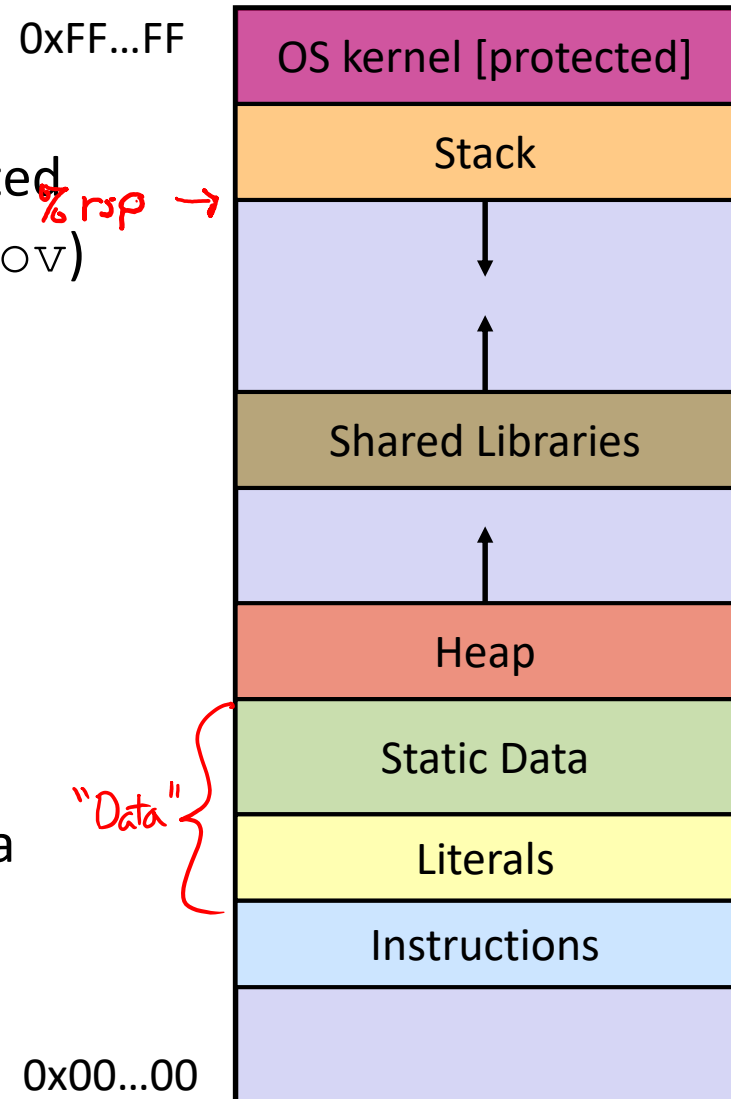 0xFF…FF
OS kernel [protected]
Stack
% rsp →
Shared Libraries
Heap
Static Data
"Data"
Literals
Instructions
0x00…00